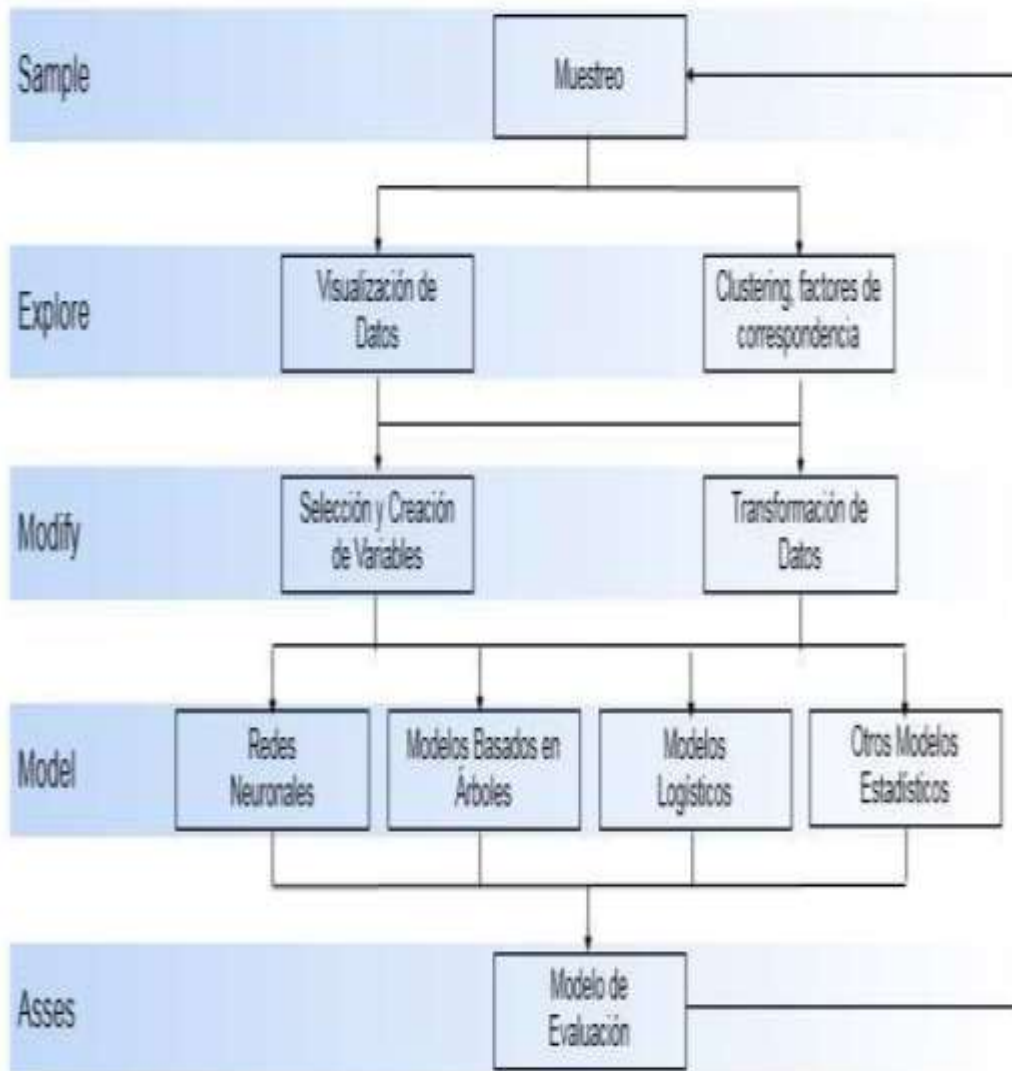 Sample
Muestreo
Explore
Visualización de
Datos
Clustering, factores de
correspondencia
Modify
Selección y Creación
de Variables
Transformación de
Datos
Model
Redes
Neuronales
Modelos Basados en
Árboles
Modelos
Logísticos
Otros Modelos
Estadísticos
Asses
Modelo de
Evaluación